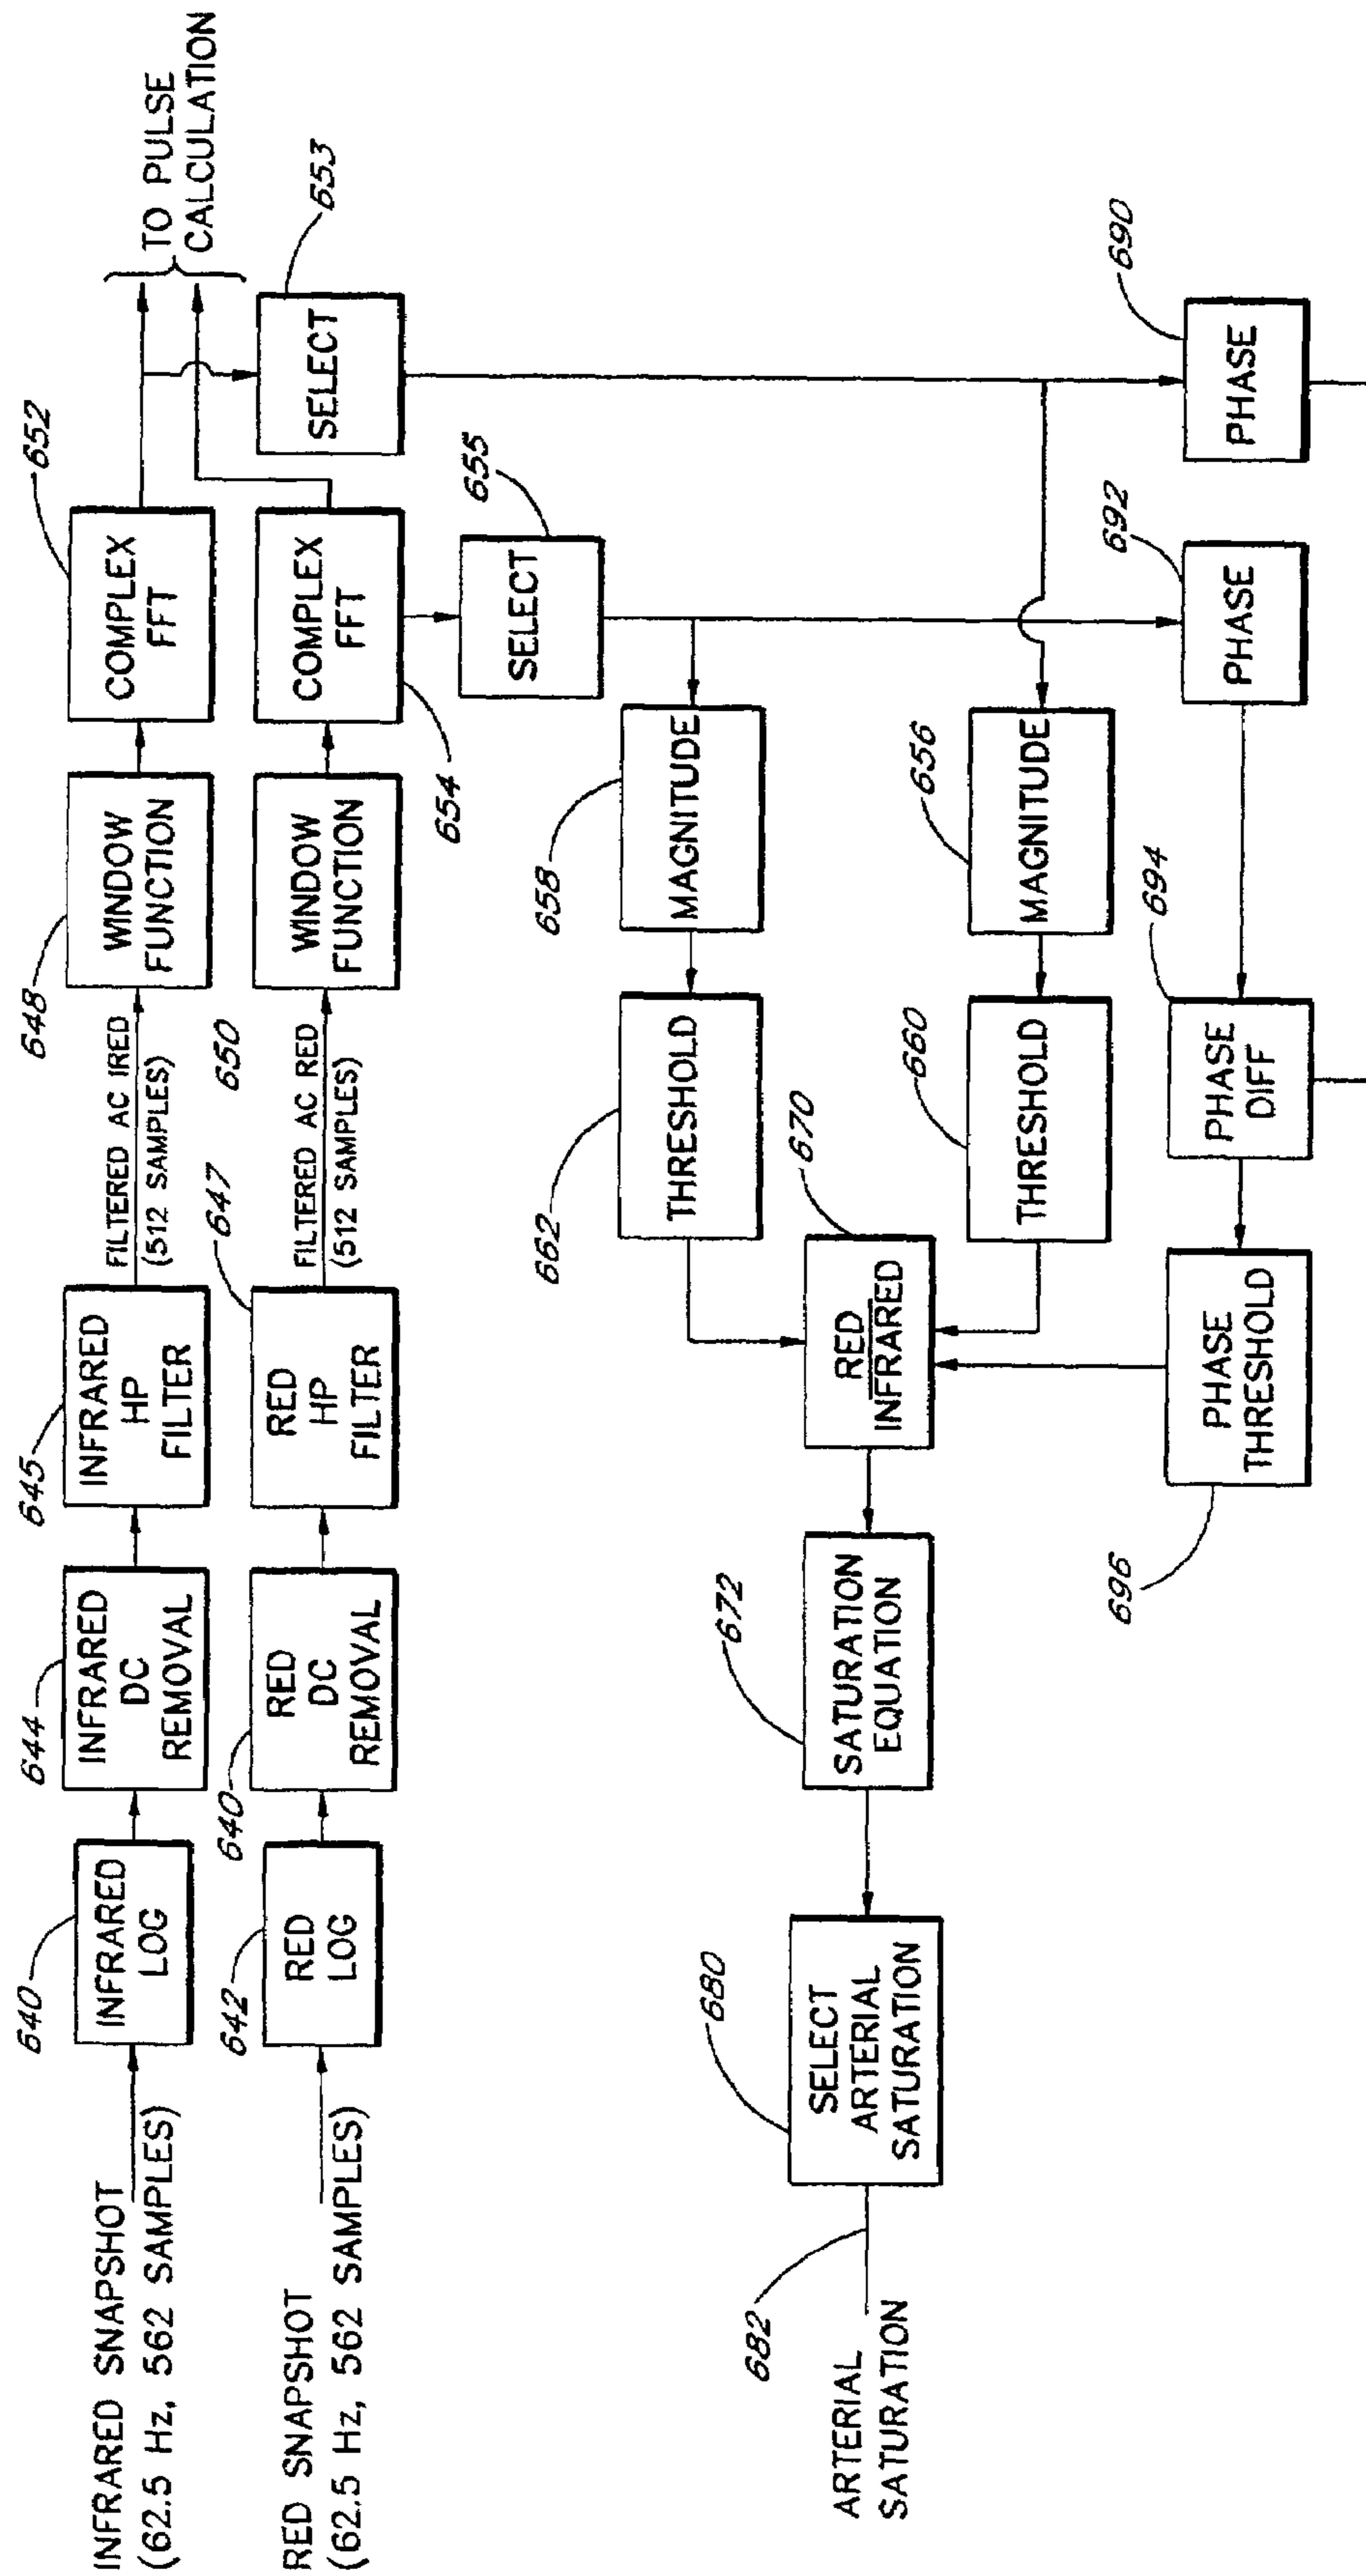 INFRARED SNAPSHOT
(62.5 Hz, 562 SAMPLES)
640
INFRARED
LOG
644
INFRARED
DC
REMOVAL
645
INFRARED
HP
FILTER
FILTERED AC IRED
(512 SAMPLES)
648
WINDOW
FUNCTION
652
COMPLEX
FFT
TO PULSE
CALCULATION
RED SNAPSHOT
(62.5 Hz, 562 SAMPLES)
642
RED
LOG
640
RED
DC
REMOVAL
647
RED
HP
FILTER
FILTERED AC RED
(512 SAMPLES)
650
WINDOW
FUNCTION
654
COMPLEX
FFT
653
SELECT
655
SELECT
662
THRESHOLD
658
MAGNITUDE
ARTERIAL
SATURATION
682
680
SELECT
ARTERIAL
SATURATION
672
SATURATION
EQUATION
670
RED
INFRARED
660
THRESHOLD
656
MAGNITUDE
696
PHASE
THRESHOLD
694
PHASE
DIFF
692
PHASE
690
PHASE